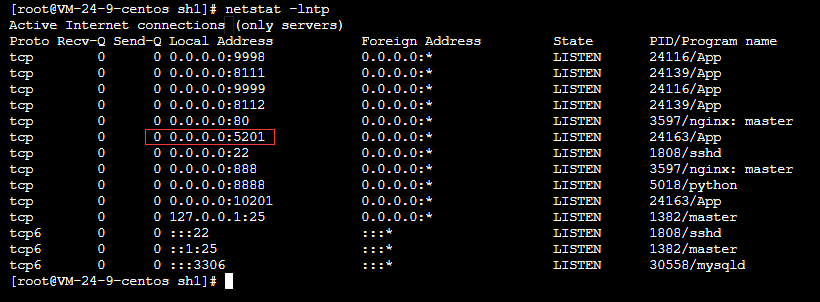 [root@VM-24-9-centos sh1]# netstat -lntp
Active Internet connections (only servers)
Proto Recv-Q Send-Q Local Address           Foreign Address         State       PID/Program name
tcp        0      0 0.0.0.0:9998            0.0.0.0:*               LISTEN      24116/App
tcp        0      0 0.0.0.0:8111            0.0.0.0:*               LISTEN      24139/App
tcp        0      0 0.0.0.0:9999            0.0.0.0:*               LISTEN      24116/App
tcp        0      0 0.0.0.0:8112            0.0.0.0:*               LISTEN      24139/App
tcp        0      0 0.0.0.0:80              0.0.0.0:*               LISTEN      3597/nginx: master
tcp        0      0 0.0.0.0:5201            0.0.0.0:*               LISTEN      24163/App
tcp        0      0 0.0.0.0:22              0.0.0.0:*               LISTEN      1808/sshd
tcp        0      0 0.0.0.0:888             0.0.0.0:*               LISTEN      3597/nginx: master
tcp        0      0 0.0.0.0:8888            0.0.0.0:*               LISTEN      5018/python
tcp        0      0 0.0.0.0:10201           0.0.0.0:*               LISTEN      24163/App
tcp        0      0 127.0.0.1:25            0.0.0.0:*               LISTEN      1382/master
tcp6       0      0 :::22                   :::*                    LISTEN      1808/sshd
tcp6       0      0 ::1:25                  :::*                    LISTEN      1382/master
tcp6       0      0 :::3306                 :::*                    LISTEN      30558/mysqld
[root@VM-24-9-centos sh1]#